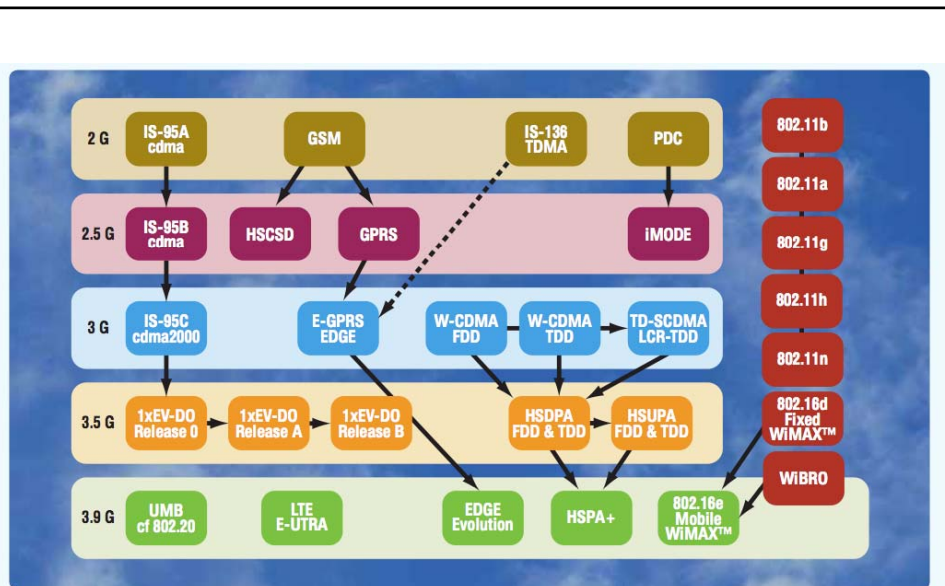 2 G
IS-95A
cdma
GSM
IS-136
TDMA
PDC
2.5 G
IS-95B
cdma
HSCSD
GPRS
iMODE
3 G
IS-95C
cdma2000
E-GPRS
EDGE
W-CDMA
FDD
W-CDMA
TDD
TD-SCDMA
LCR-TDD
3.5 G
1xEV-DO
Release 0
1xEV-DO
Release A
1xEV-DO
Release B
HSDPA
FDD & TDD
HSUPA
FDD & TDD
3.9 G
UMB
cf 802.20
LTE
E-UTRA
EDGE
Evolution
HSPA+
802.16e
Mobile
WiMAX™
802.11b
802.11a
802.11g
802.11h
802.11n
802.16d
Fixed
WiMAX™
WiBRO